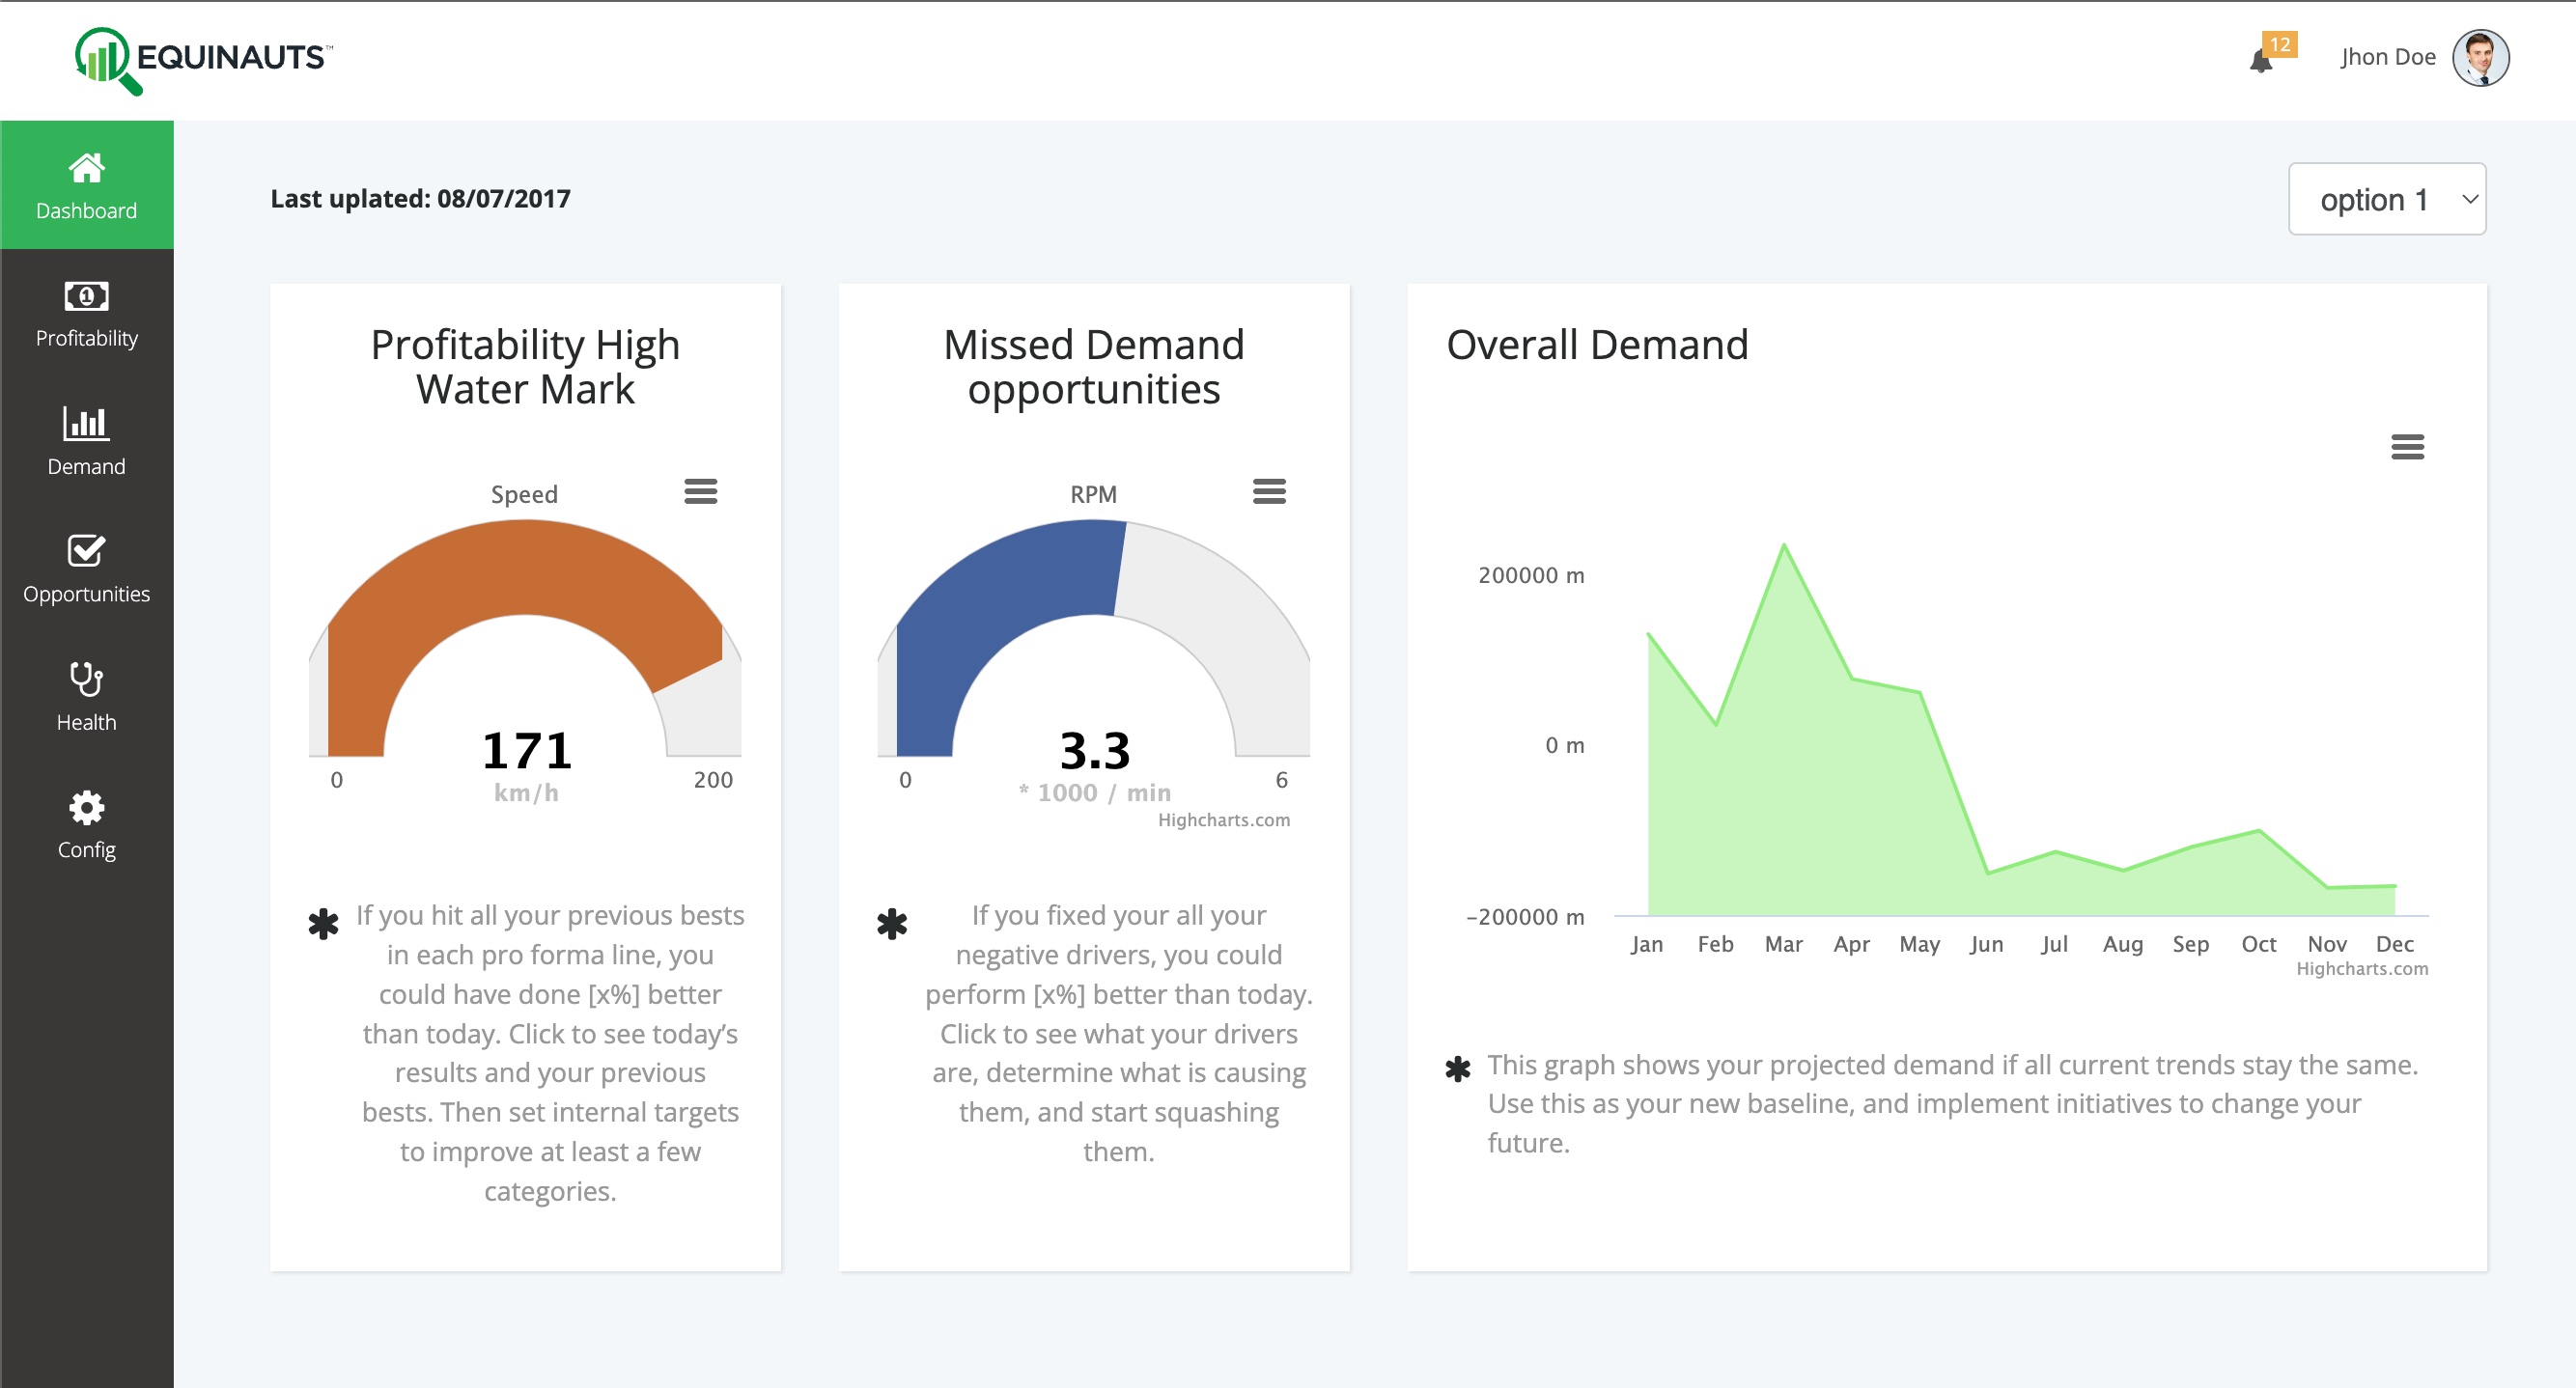 EQUINAUTS™
12
Jhon Doe
Dashboard
Profitability
Demand
Opportunities
Health
Config
Last uplated: 08/07/2017
option 1
Profitability High
Water Mark
Speed
171
km/h
0
200
If you hit all your previous bests
in each pro forma line, you
could have done [x%] better
than today. Click to see today’s
results and your previous
bests. Then set internal targets
to improve at least a few
categories.
Missed Demand
opportunities
RPM
3.3
* 1000 / min
0
6
Highcharts.com
If you fixed your all your
negative drivers, you could
perform [x%] better than today.
Click to see what your drivers
are, determine what is causing
them, and start squashing
them.
Overall Demand
200000 m
0 m
−200000 m
Jan Feb Mar Apr May Jun Jul Aug Sep Oct Nov Dec
Highcharts.com
This graph shows your projected demand if all current trends stay the same.
Use this as your new baseline, and implement initiatives to change your
future.